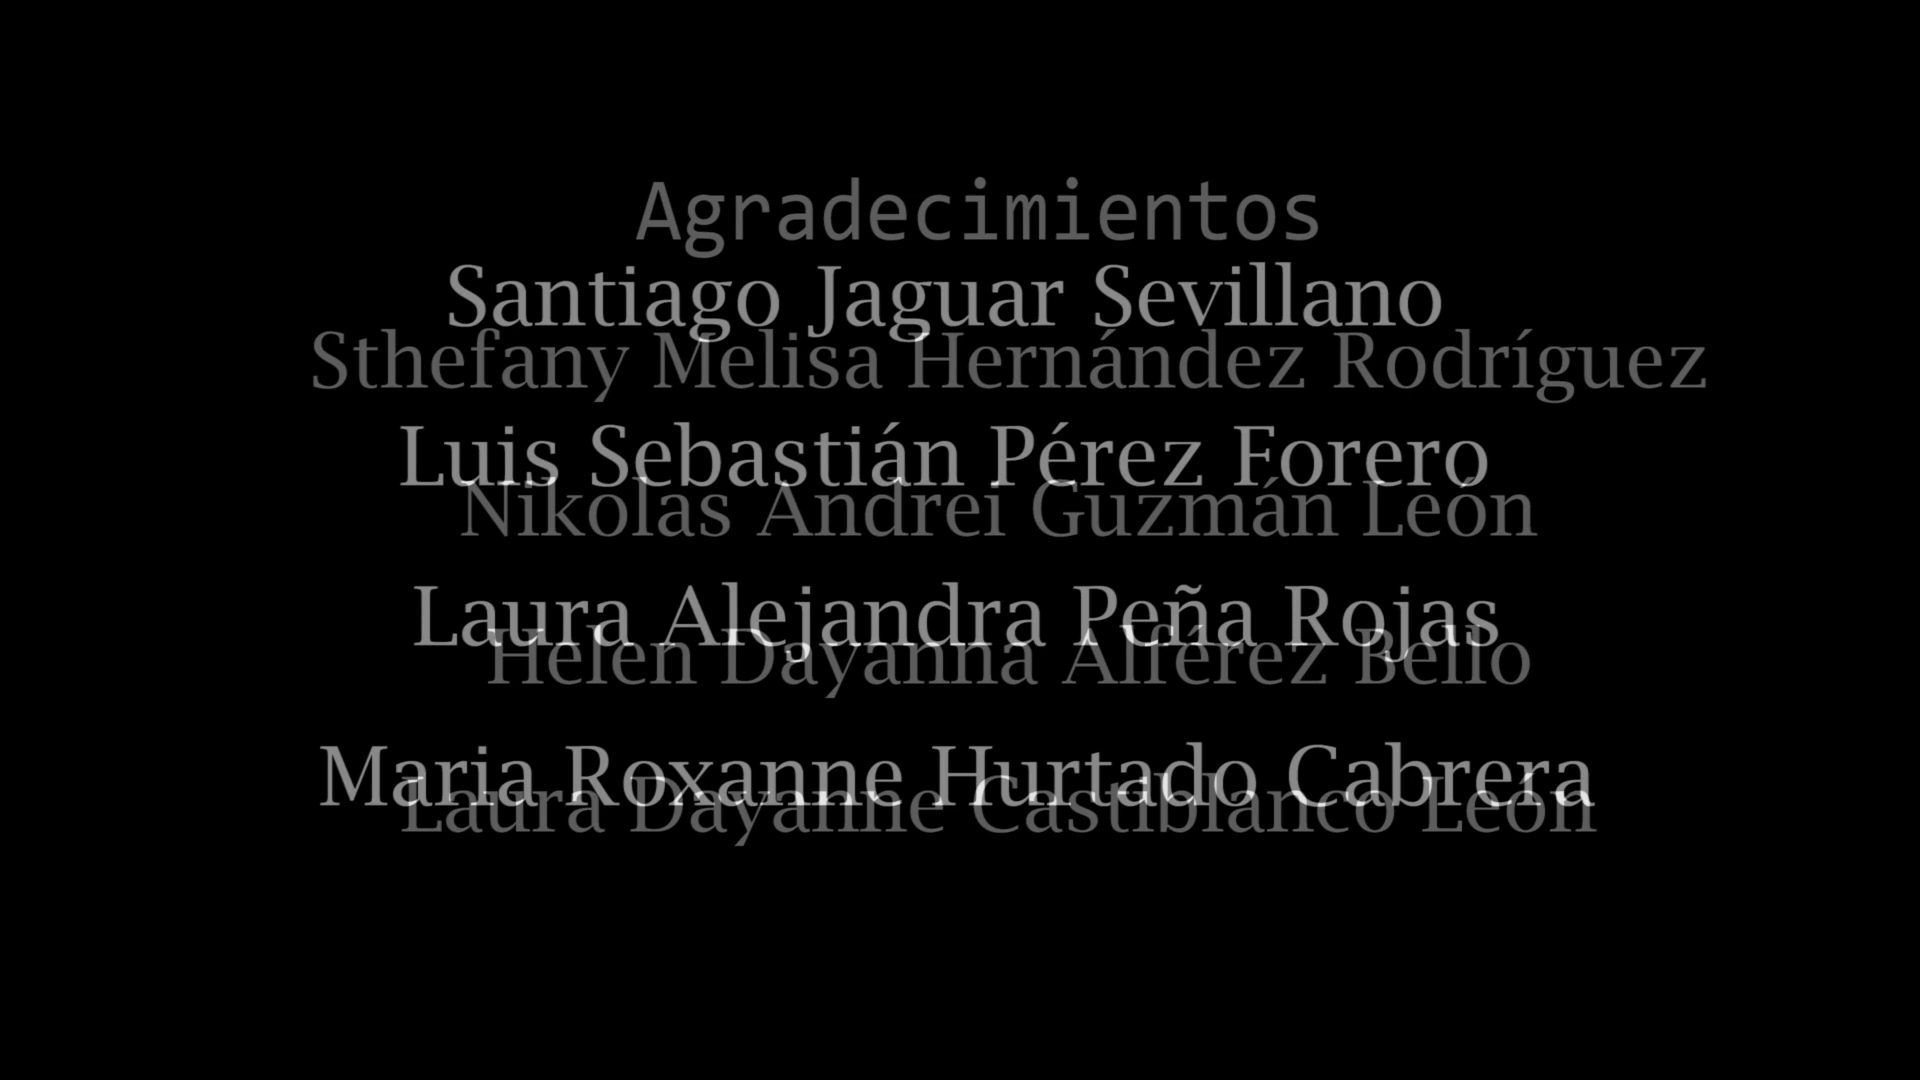 Agradecimientos
Santiago Jaguar Sevillano
Sthefany Melisa Hernández Rodríguez
Luis Sebastián Pérez Forero
Nikolas Andrei Guzmán León
Laura Alejandra Peña Rojas
Helen Dayanna Alférez Bello
Maria Roxanne Hurtado Cabrera
Laura Dayanne Castiblanco León